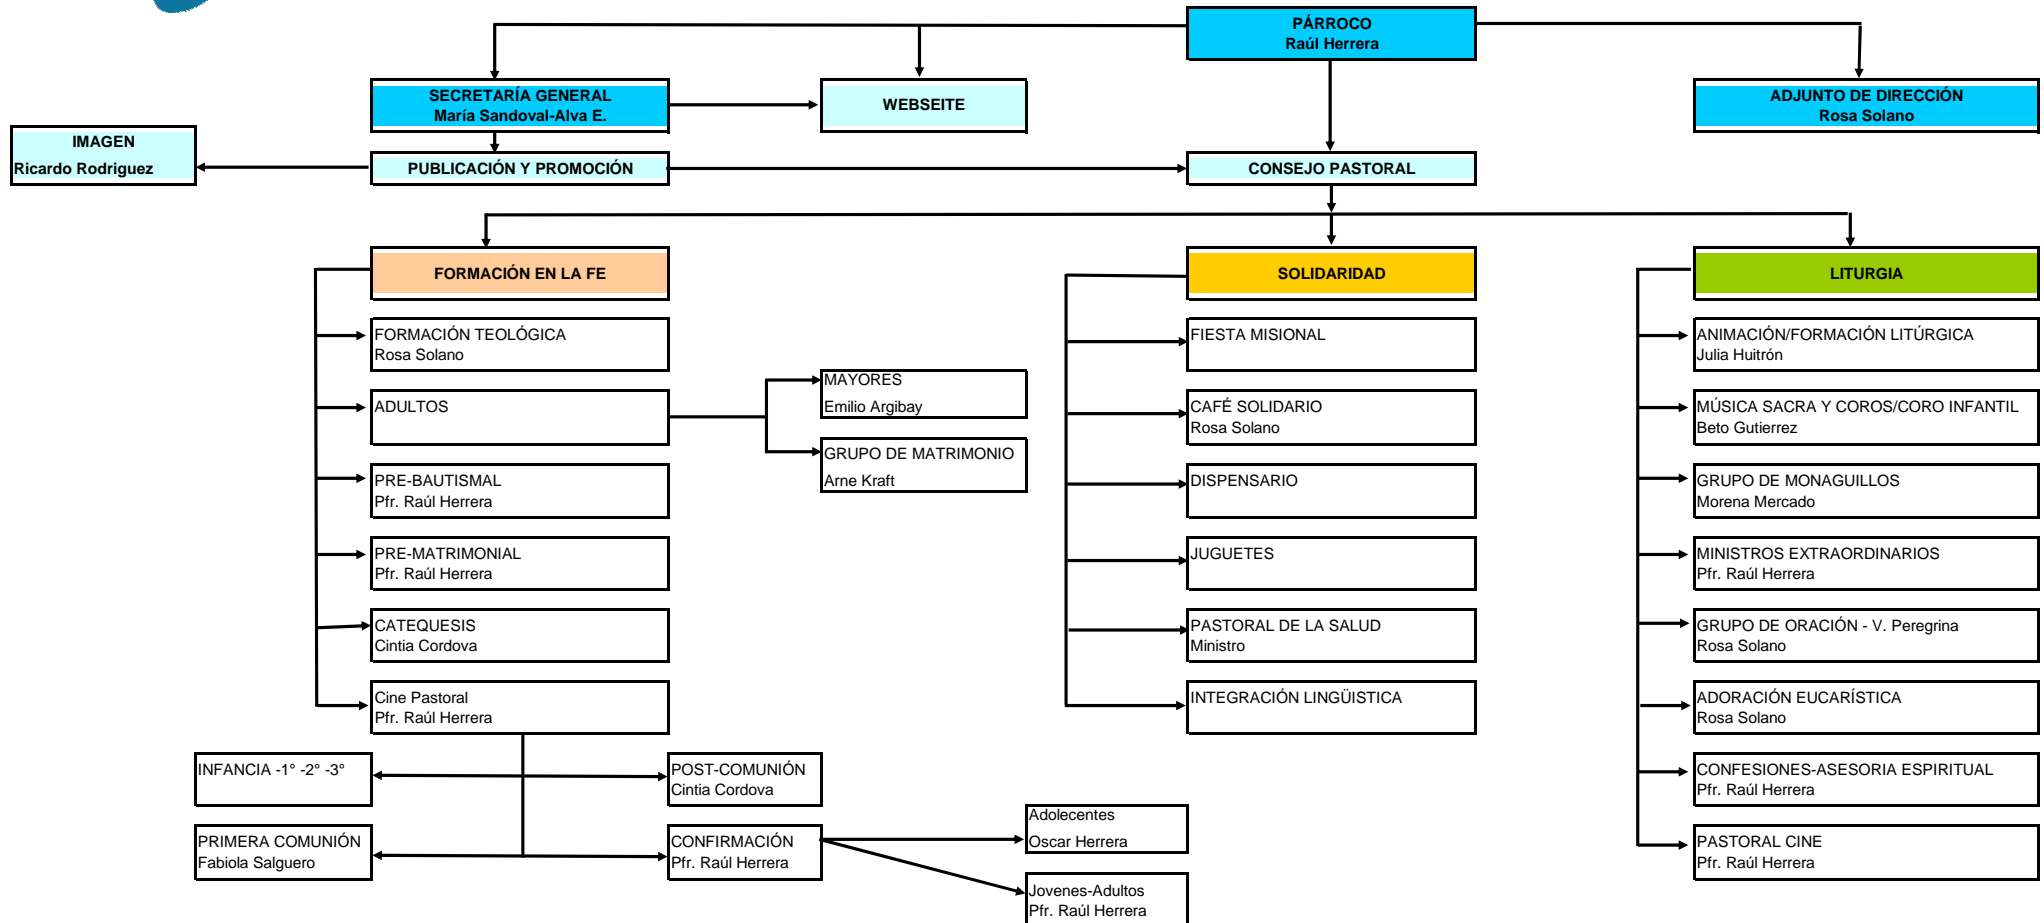 PÁRROCO
Raúl Herrera
SECRETARÍA GENERAL
María Sandoval-Alva E.
WEBSEITE
ADJUNTO DE DIRECCIÓN
Rosa Solano
IMAGEN
Ricardo Rodriguez
PUBLICACIÓN Y PROMOCIÓN
CONSEJO PASTORAL
FORMACIÓN EN LA FE
SOLIDARIDAD
LITURGIA
FORMACIÓN TEOLÓGICA
Rosa Solano
ADULTOS
MAYORES
Emilio Argibay
GRUPO DE MATRIMONIO
Arne Kraft
PRE-BAUTISMAL
Pfr. Raúl Herrera
PRE-MATRIMONIAL
Pfr. Raúl Herrera
CATEQUESIS
Cintia Cordova
Cine Pastoral
Pfr. Raúl Herrera
INFANCIA -1° -2° -3°
POST-COMUNIÓN
Cintia Cordova
PRIMERA COMUNIÓN
Fabiola Salguero
CONFIRMACIÓN
Pfr. Raúl Herrera
Adolecentes
Oscar Herrera
Jovenes-Adultos
Pfr. Raúl Herrera
FIESTA MISIONAL
CAFÉ SOLIDARIO
Rosa Solano
DISPENSARIO
JUGUETES
PASTORAL DE LA SALUD
Ministro
INTEGRACIÓN LINGÜISTICA
ANIMACIÓN/FORMACIÓN LITÚRGICA
Julia Huitrón
MÚSICA SACRA Y COROS/CORO INFANTIL
Beto Gutierrez
GRUPO DE MONAGUILLOS
Morena Mercado
MINISTROS EXTRAORDINARIOS
Pfr. Raúl Herrera
GRUPO DE ORACIÓN - V. Peregrina
Rosa Solano
ADORACIÓN EUCARÍSTICA
Rosa Solano
CONFESIONES-ASESORIA ESPIRITUAL
Pfr. Raúl Herrera
PASTORAL CINE
Pfr. Raúl Herrera